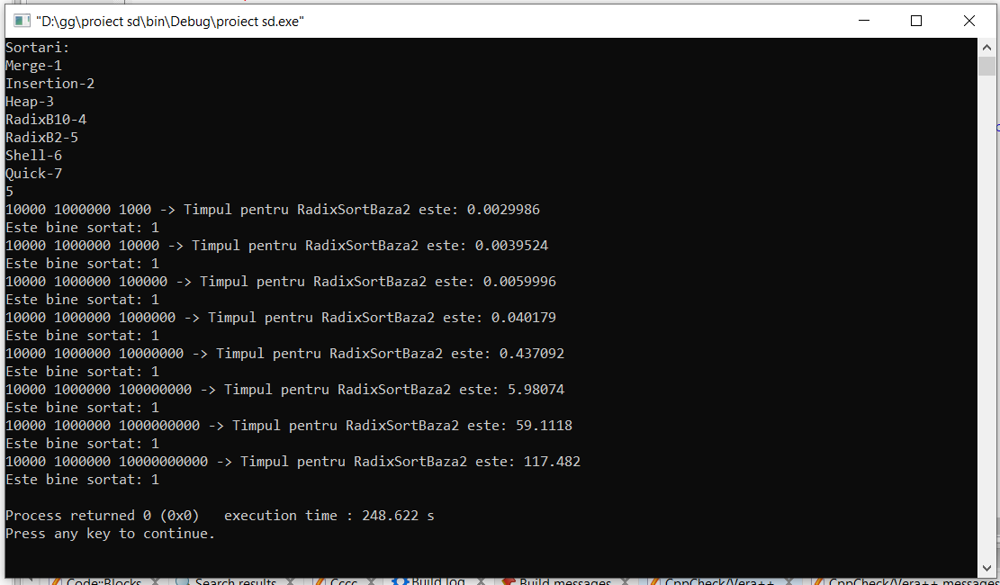 "D:\gg\proiect sd\bin\Debug\proiect sd.exe"
Sortari:
Merge-1
Insertion-2
Heap-3
RadixB10-4
RadixB2-5
Shell-6
Quick-7
5
10000 1000000 1000 -> Timpul pentru RadixSortBaza2 este: 0.0029986
Este bine sortat: 1
10000 1000000 10000 -> Timpul pentru RadixSortBaza2 este: 0.0039524
Este bine sortat: 1
10000 1000000 100000 -> Timpul pentru RadixSortBaza2 este: 0.0059996
Este bine sortat: 1
10000 1000000 1000000 -> Timpul pentru RadixSortBaza2 este: 0.040179
Este bine sortat: 1
10000 1000000 10000000 -> Timpul pentru RadixSortBaza2 este: 0.437092
Este bine sortat: 1
10000 1000000 100000000 -> Timpul pentru RadixSortBaza2 este: 5.98074
Este bine sortat: 1
10000 1000000 1000000000 -> Timpul pentru RadixSortBaza2 este: 59.1118
Este bine sortat: 1
10000 1000000 10000000000 -> Timpul pentru RadixSortBaza2 este: 117.482
Este bine sortat: 1
Process returned 0 (0x0)   execution time : 248.622 s
Press any key to continue.
Code::Blocks Search results Cccc Build log Build messages CppCheck/Vera++ CppCheck/Vera++ messages